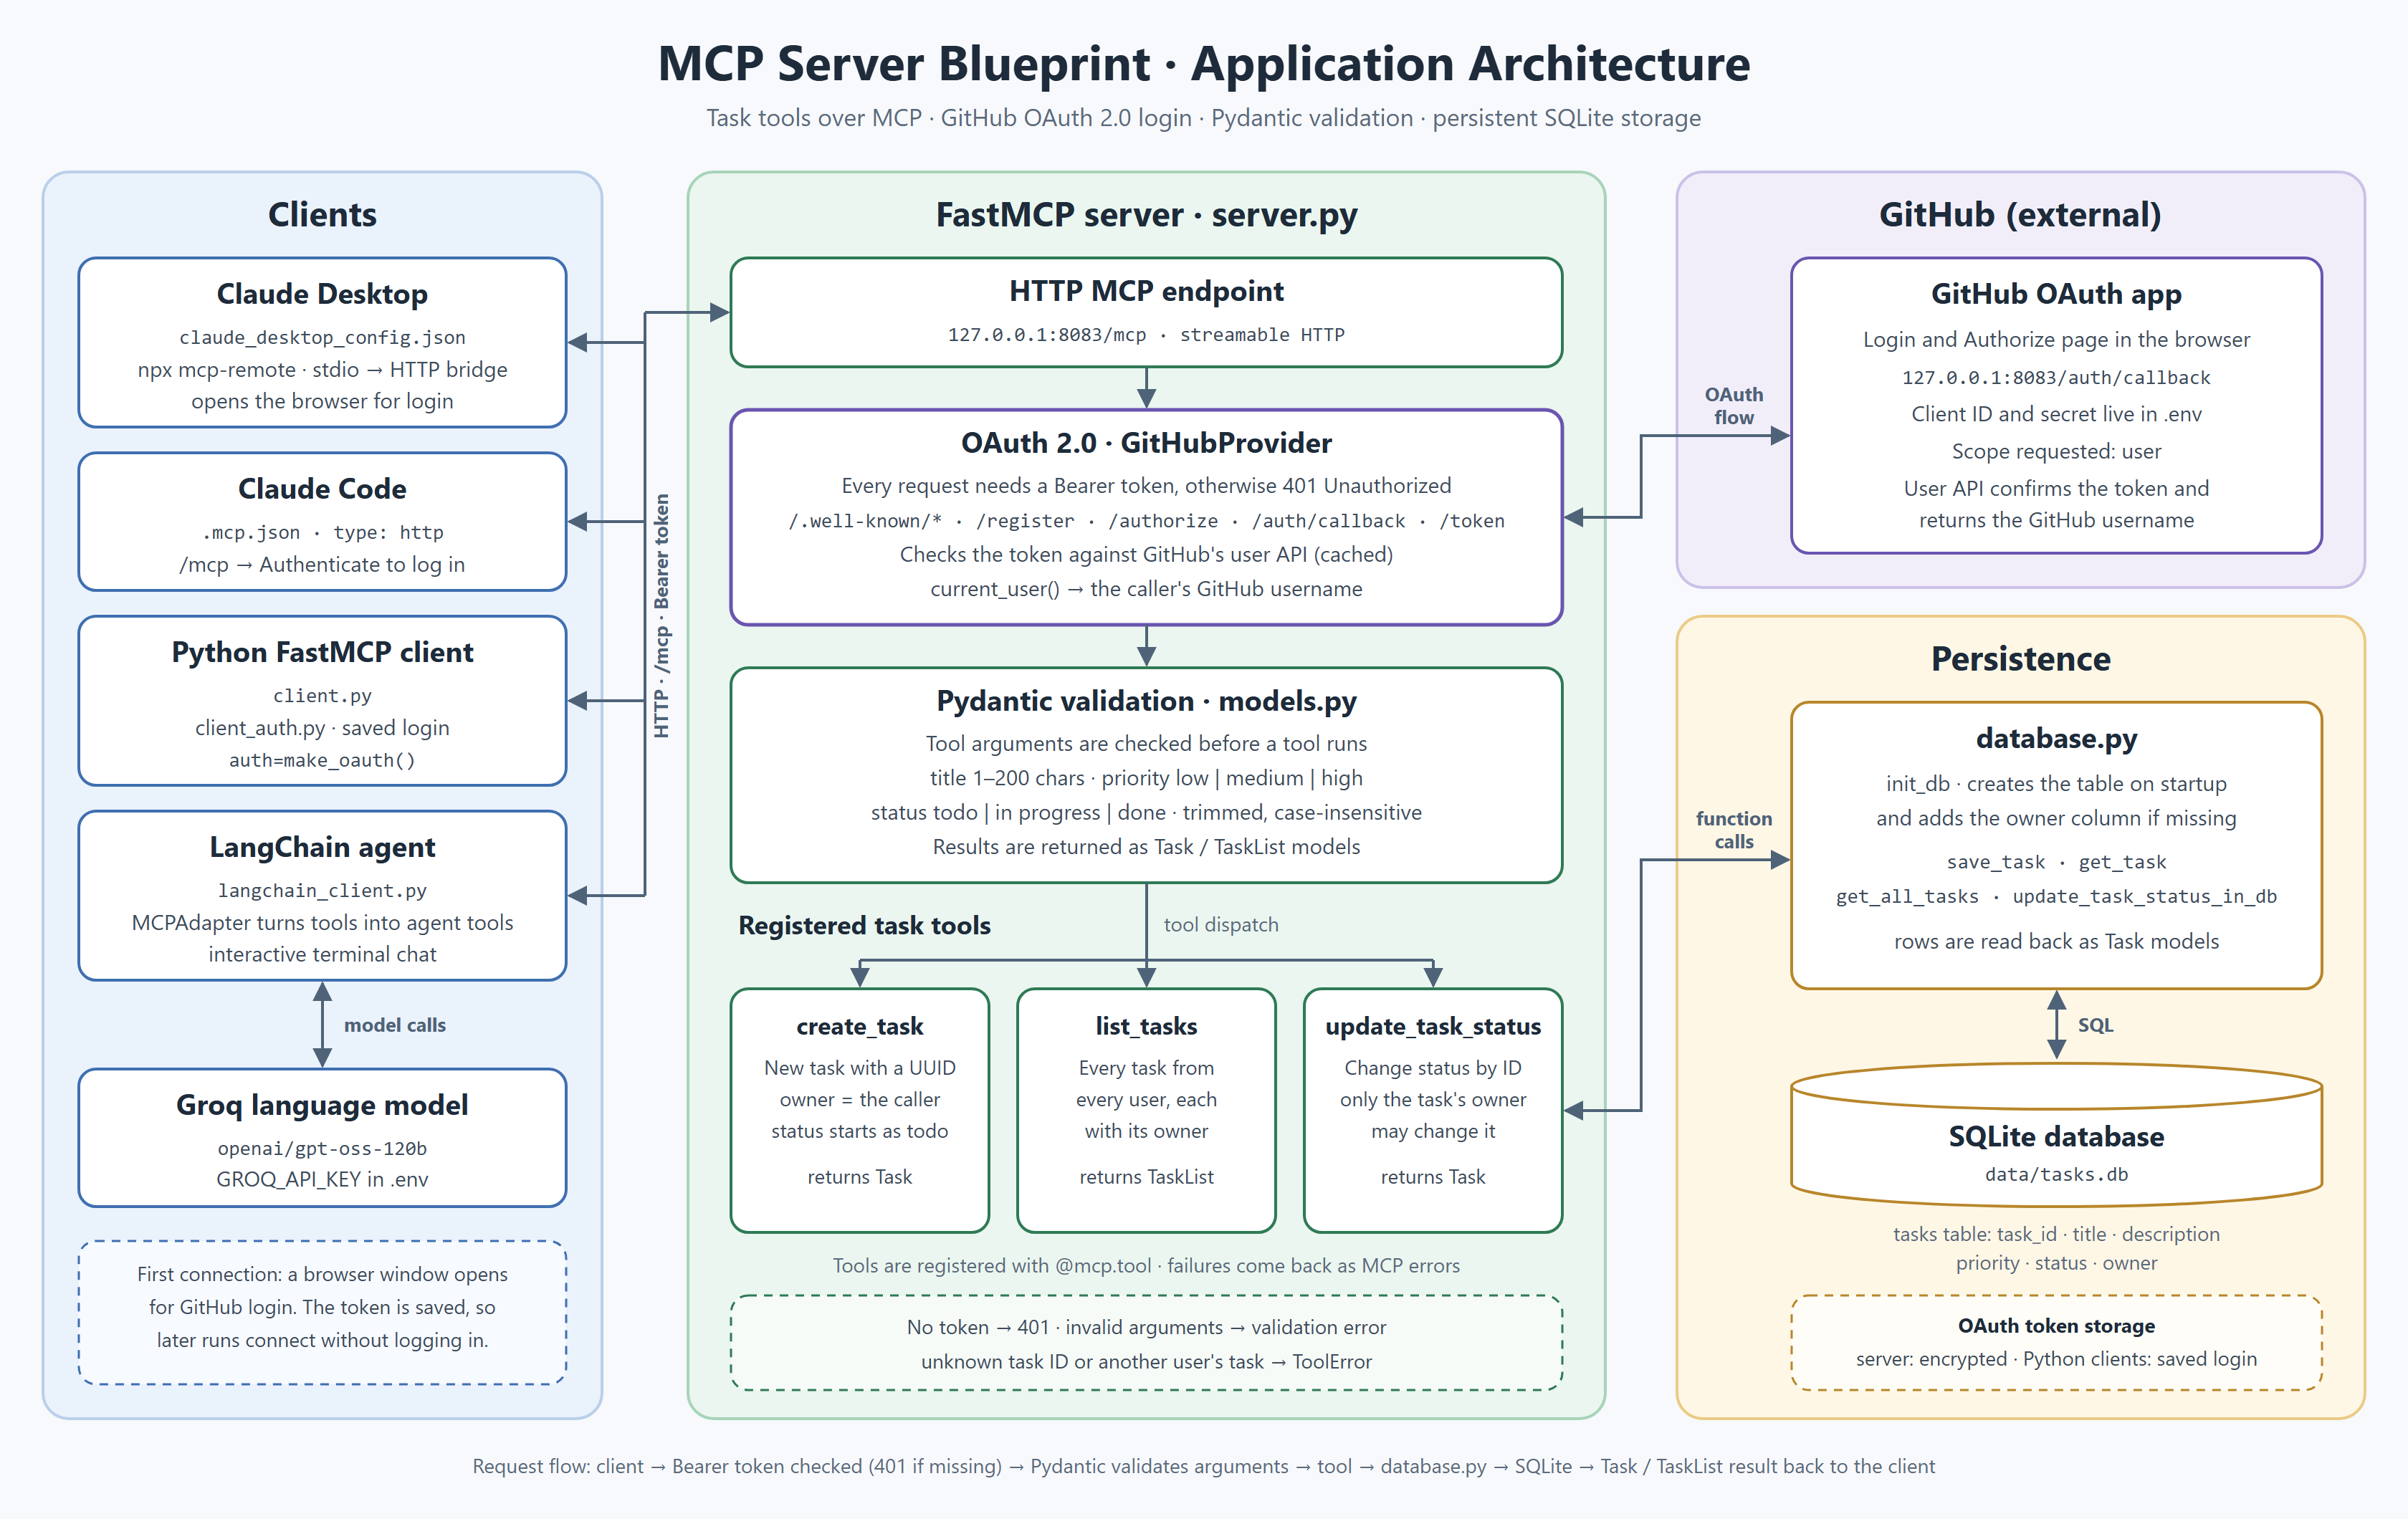 MCP Server Blueprint · Application Architecture
Task tools over MCP · GitHub OAuth 2.0 login · Pydantic validation · persistent SQLite storage
Clients
Claude Desktop
claude_desktop_config.json
npx mcp-remote · stdio → HTTP bridge
opens the browser for login
Claude Code
.mcp.json · type: http
/mcp → Authenticate to log in
Python FastMCP client
client.py
client_auth.py · saved login
auth=make_oauth()
LangChain agent
langchain_client.py
MCPAdapter turns tools into agent tools
interactive terminal chat
model calls
Groq language model
openai/gpt-oss-120b
GROQ_API_KEY in .env
First connection: a browser window opens
for GitHub login. The token is saved, so
later runs connect without logging in.
HTTP · /mcp · Bearer token
FastMCP server · server.py
HTTP MCP endpoint
127.0.0.1:8083/mcp · streamable HTTP
OAuth 2.0 · GitHubProvider
Every request needs a Bearer token, otherwise 401 Unauthorized
/.well-known/* · /register · /authorize · /auth/callback · /token
Checks the token against GitHub's user API (cached)
current_user() → the caller's GitHub username
Pydantic validation · models.py
Tool arguments are checked before a tool runs
title 1–200 chars · priority low | medium | high
status todo | in progress | done · trimmed, case-insensitive
Results are returned as Task / TaskList models
Registered task tools
tool dispatch
create_task
New task with a UUID
owner = the caller
status starts as todo
returns Task
list_tasks
Every task from
every user, each
with its owner
returns TaskList
update_task_status
Change status by ID
only the task's owner
may change it
returns Task
Tools are registered with @mcp.tool · failures come back as MCP errors
No token → 401 · invalid arguments → validation error
unknown task ID or another user's task → ToolError
OAuth
flow
GitHub (external)
GitHub OAuth app
Login and Authorize page in the browser
127.0.0.1:8083/auth/callback
Client ID and secret live in .env
Scope requested: user
User API confirms the token and
returns the GitHub username
function
calls
Persistence
database.py
init_db · creates the table on startup
and adds the owner column if missing
save_task · get_task
get_all_tasks · update_task_status_in_db
rows are read back as Task models
SQL
SQLite database
data/tasks.db
tasks table: task_id · title · description
priority · status · owner
OAuth token storage
server: encrypted · Python clients: saved login
Request flow: client → Bearer token checked (401 if missing) → Pydantic validates arguments → tool → database.py → SQLite → Task / TaskList result back to the client